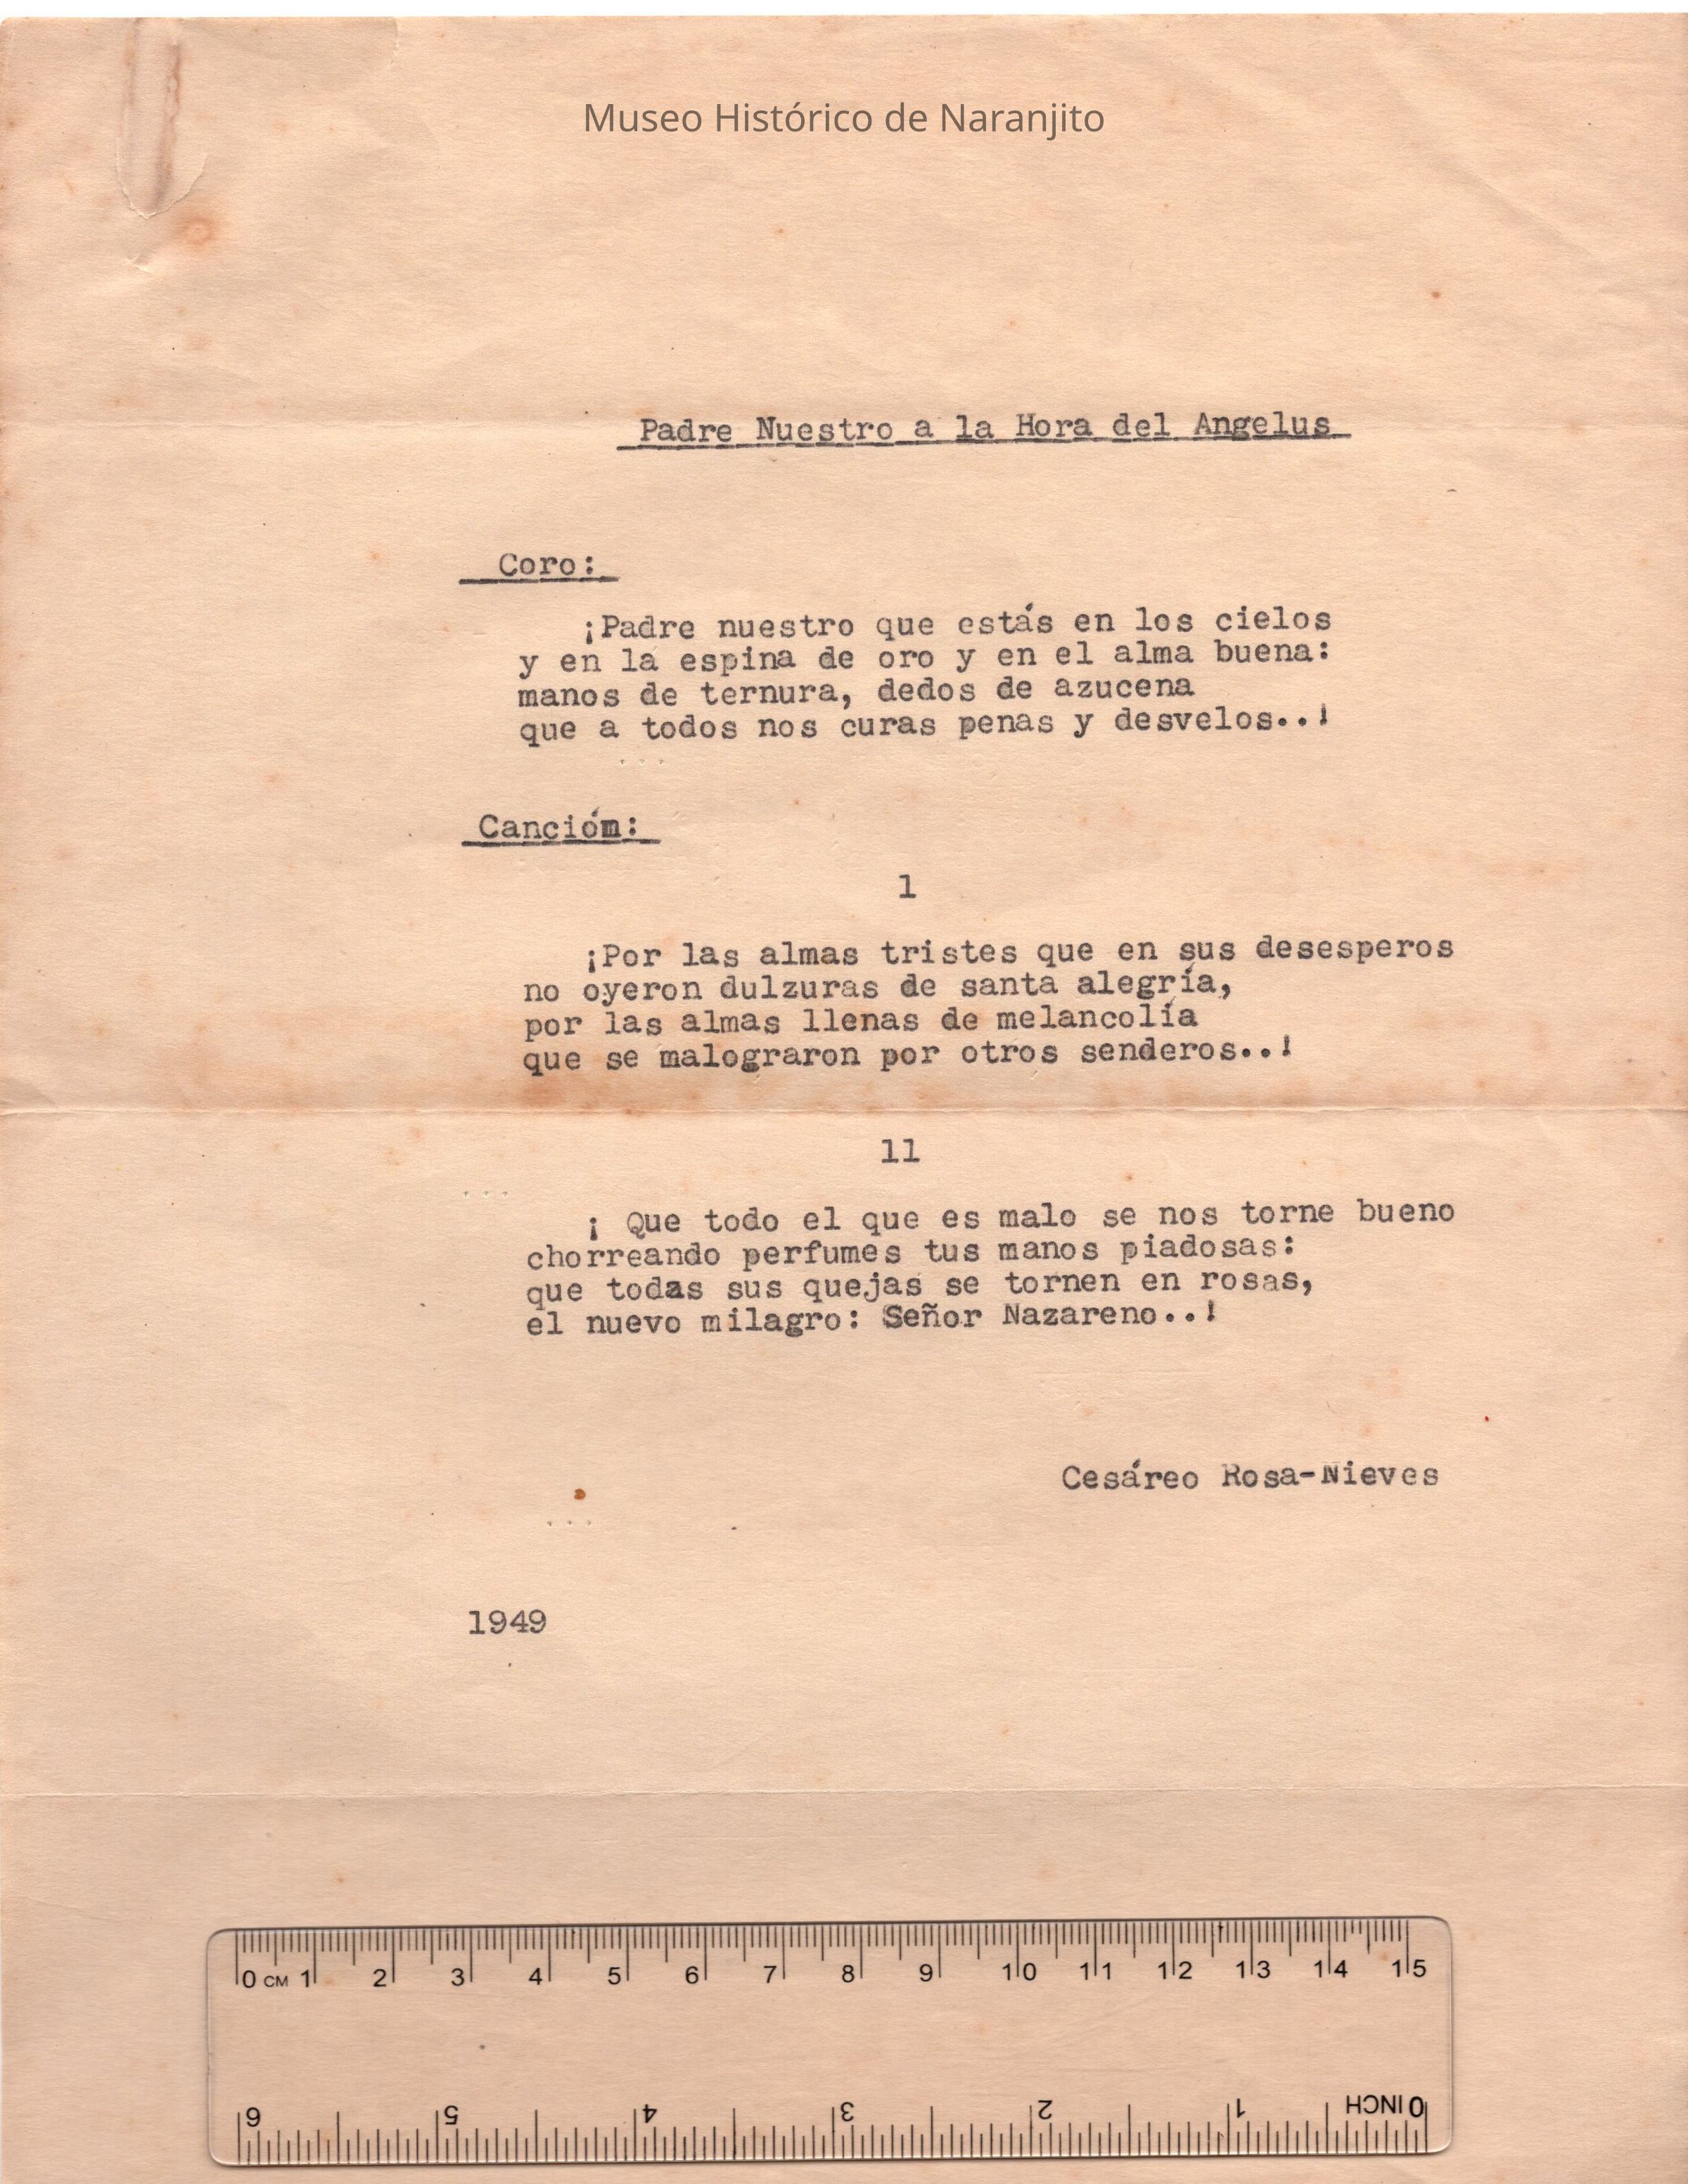 Museo Histórico de Naranjito
Padre Nuestro a la Hora del Angelus
Coro:
¡Padre nuestro que estás en los cielos
y en la espina de oro y en el alma buena:
manos de ternura, dedos de azucena
que a todos nos curas penas y desvelos..!
Cancióm:
1
¡Por las almas tristes que en sus desesperos
no oyeron dulzuras de santa alegría,
por las almas llenas de melancolía
que se malograron por otros senderos..!
11
¡ Que todo el que es malo se nos torne bueno
chorreando perfumes tus manos piadosas:
que todas sus quejas se tornen en rosas,
el nuevo milagro: Señor Nazareno..!
Cesáreo Rosa-Nieves
1949
0 CM 1 2 3 4 5 6 7 8 9 10 11 12 13 14 15
6 5 4 3 2 1 0 INCH